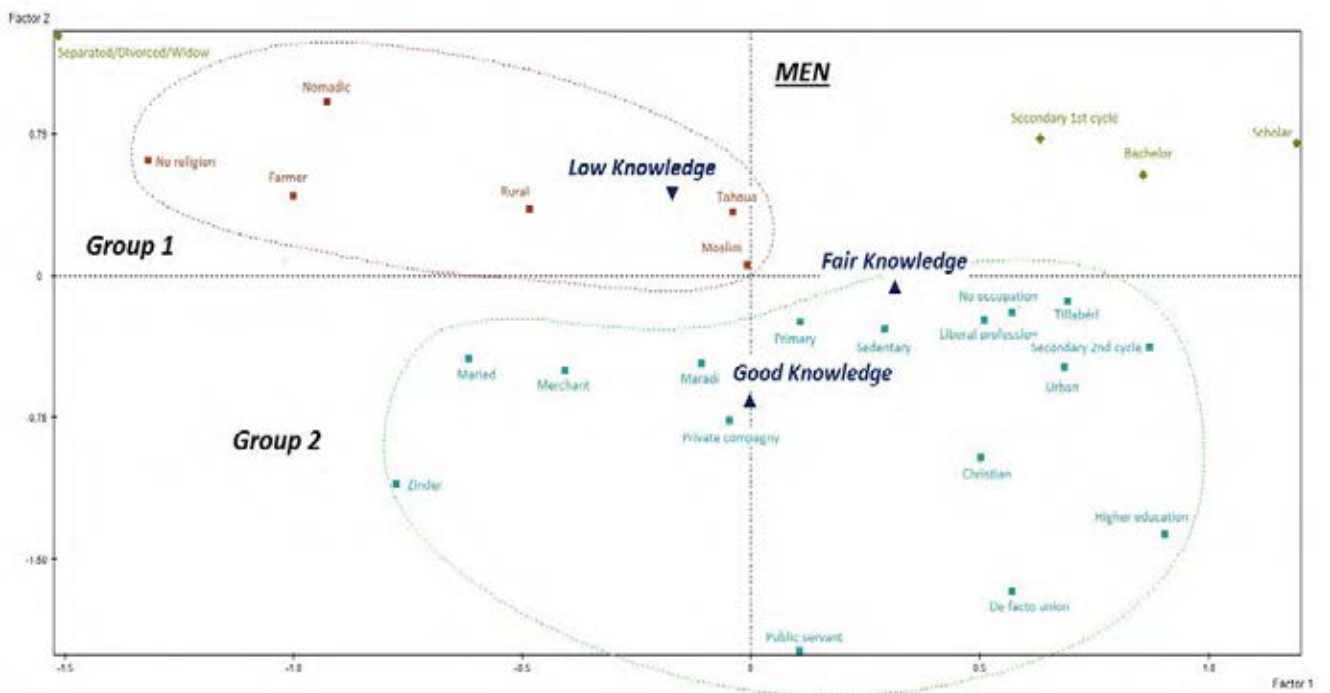 Factor 2
Separated/Divorced/Widow
MEN
Nomadic
Secondary 1st cycle
0.75
Scholar
Bachelor
No religion
Low Knowledge
Farmer
Rural
Tahoua
Group 1
Moslim
Fair Knowledge
0
No occupation
Tillabéri
Primary
Sedentary
Liberal profession
Secondary 2nd cycle
Maried
Merchant
Maradi
Good Knowledge
Urban
-0.75
Group 2
Private compagny
Christian
Zinder
Higher education
-1.50
De facto union
Public servant
-1.5
-1.0
-0.5
0
0.5
1.0
Factor 1